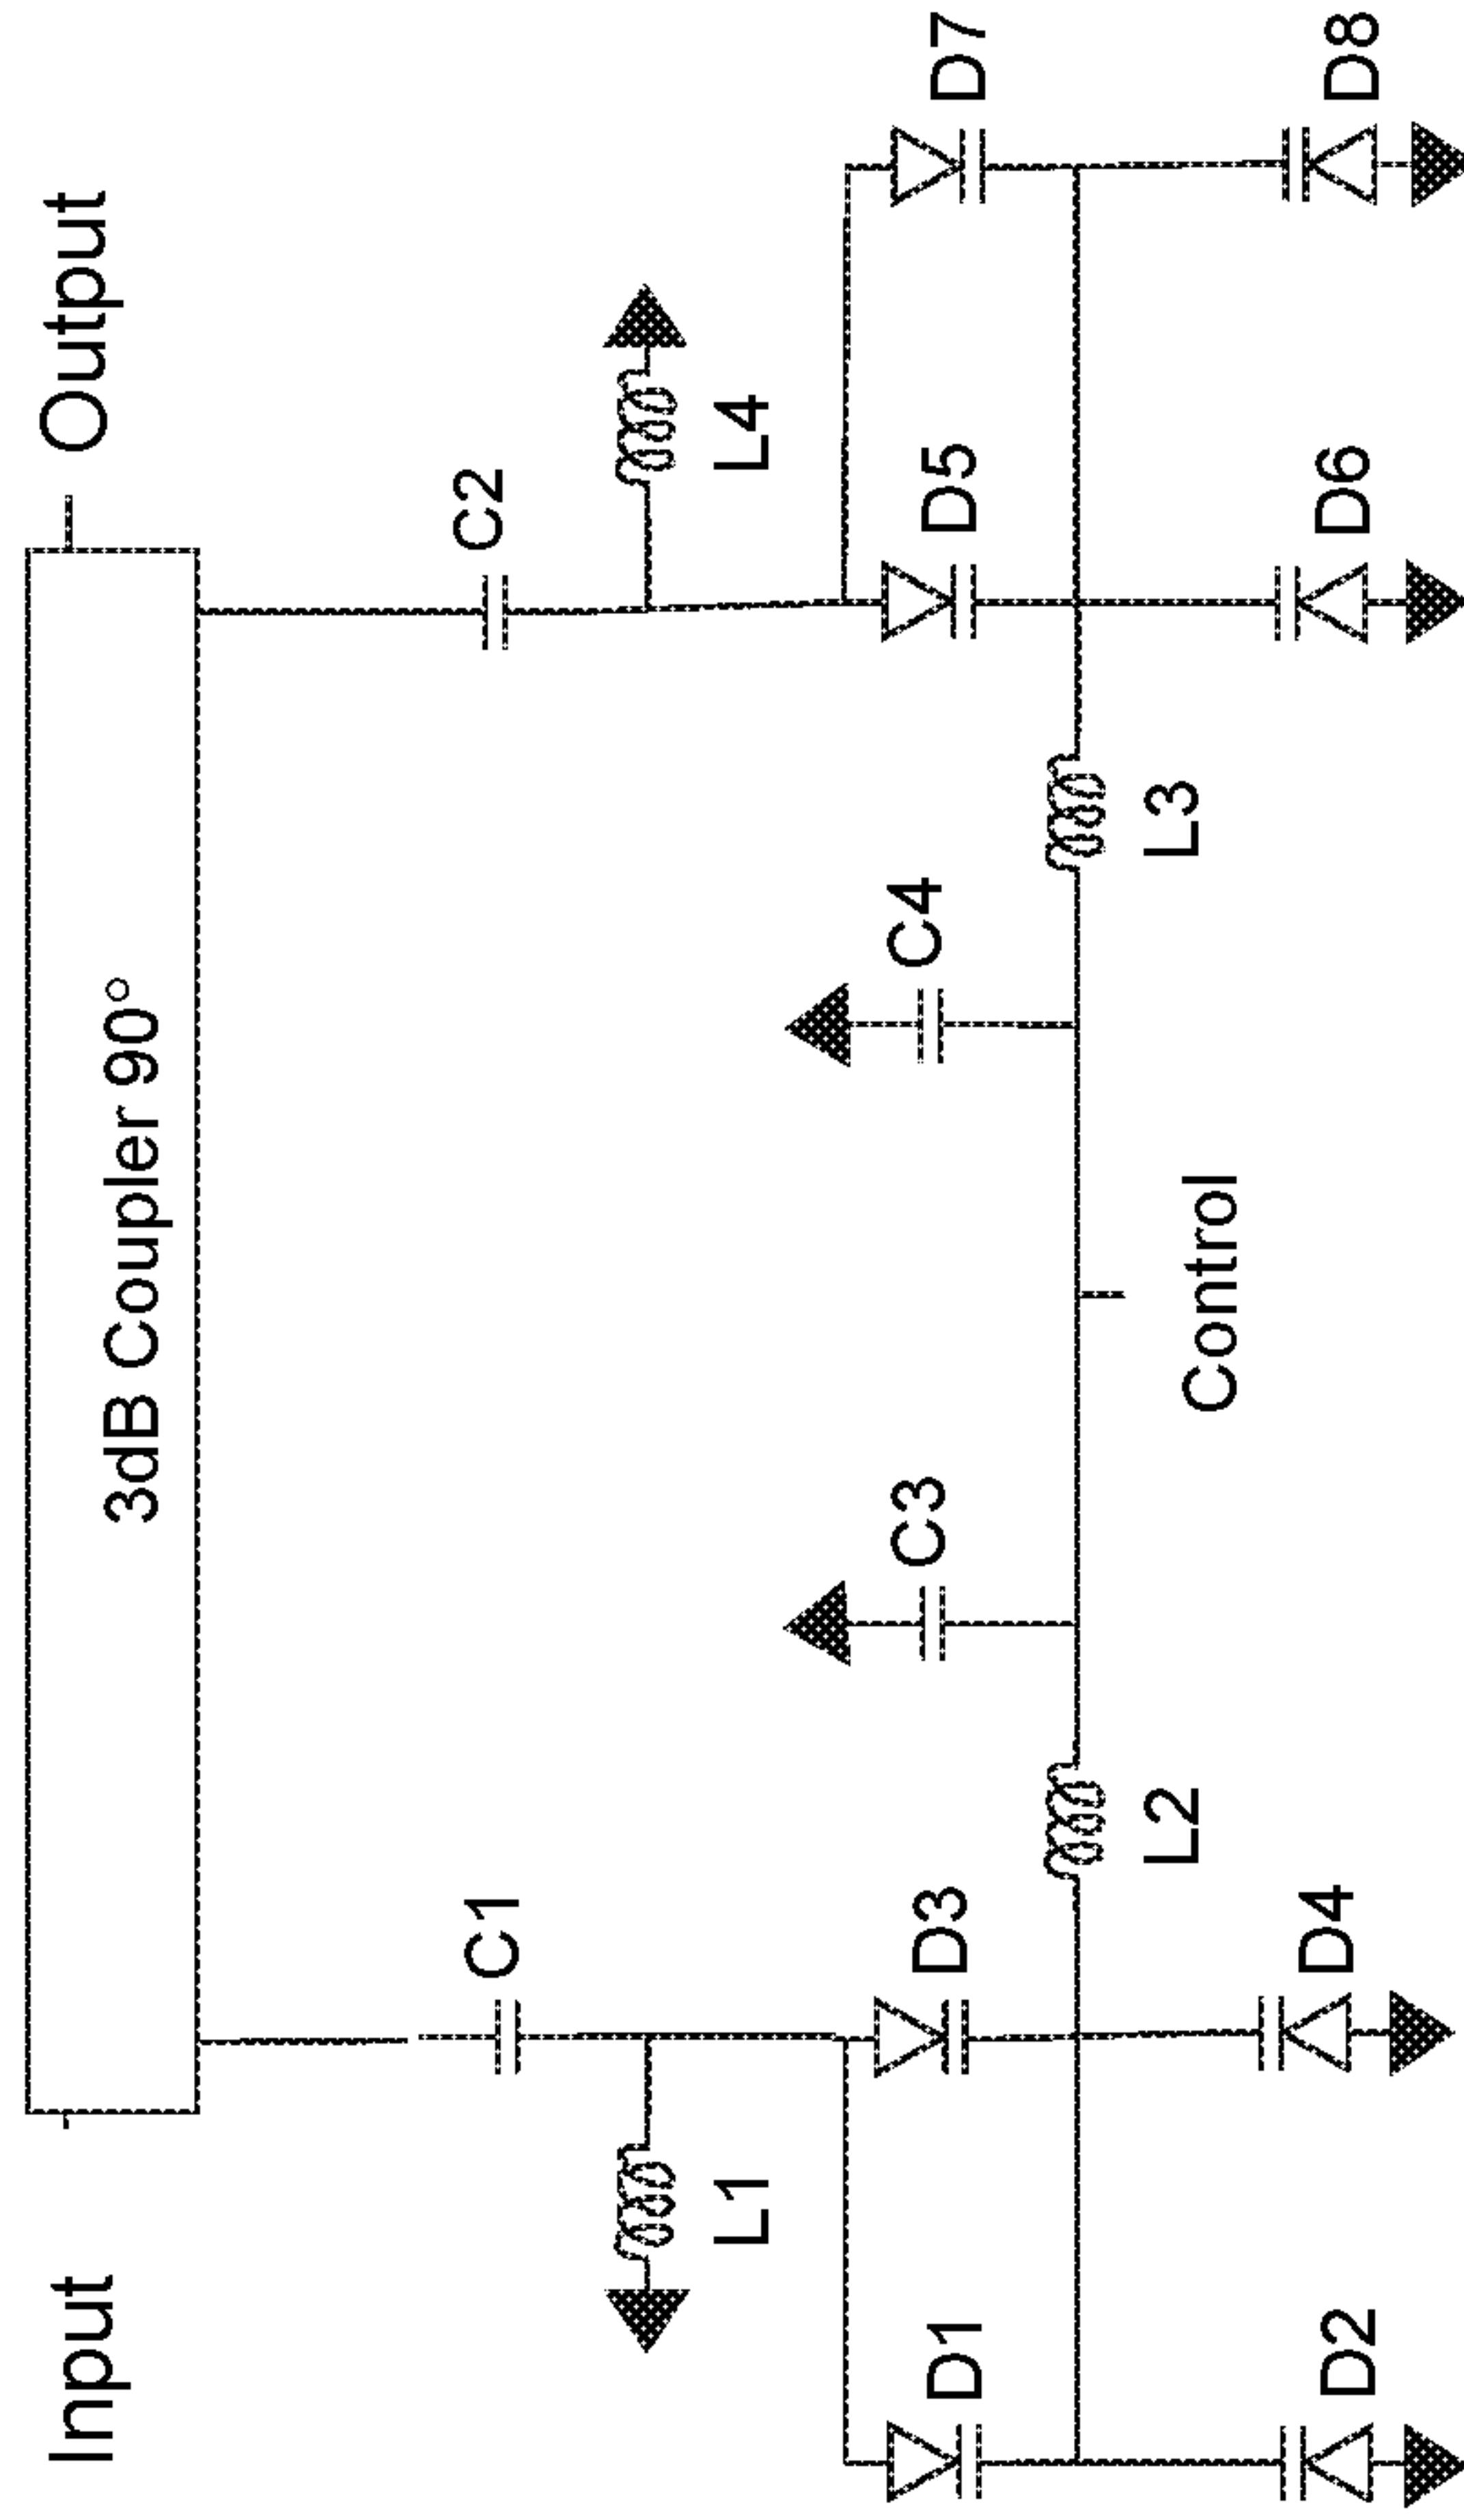 Input
Output
3dB Coupler 90°
C1
C2
L1
L4
D1
D3
C3
C4
D5
D7
L2
L3
Control
D2
D4
D6
D8